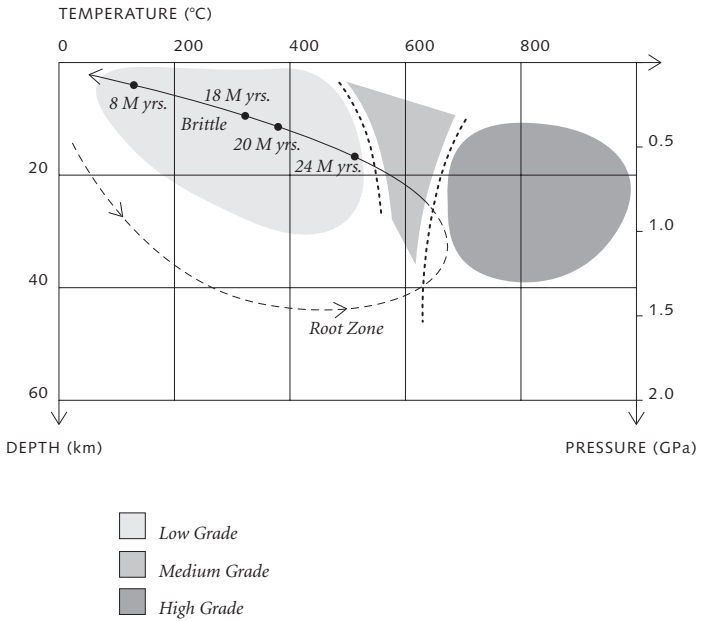 TEMPERATURE (°C)
0 200 400 600 800
8 M yrs.
18 M yrs.
Brittle
20 M yrs.
24 M yrs.
0.5
20
1.0
40
1.5
Root Zone
60
2.0
DEPTH (km)
PRESSURE (GPa)
Low Grade
Medium Grade
High Grade